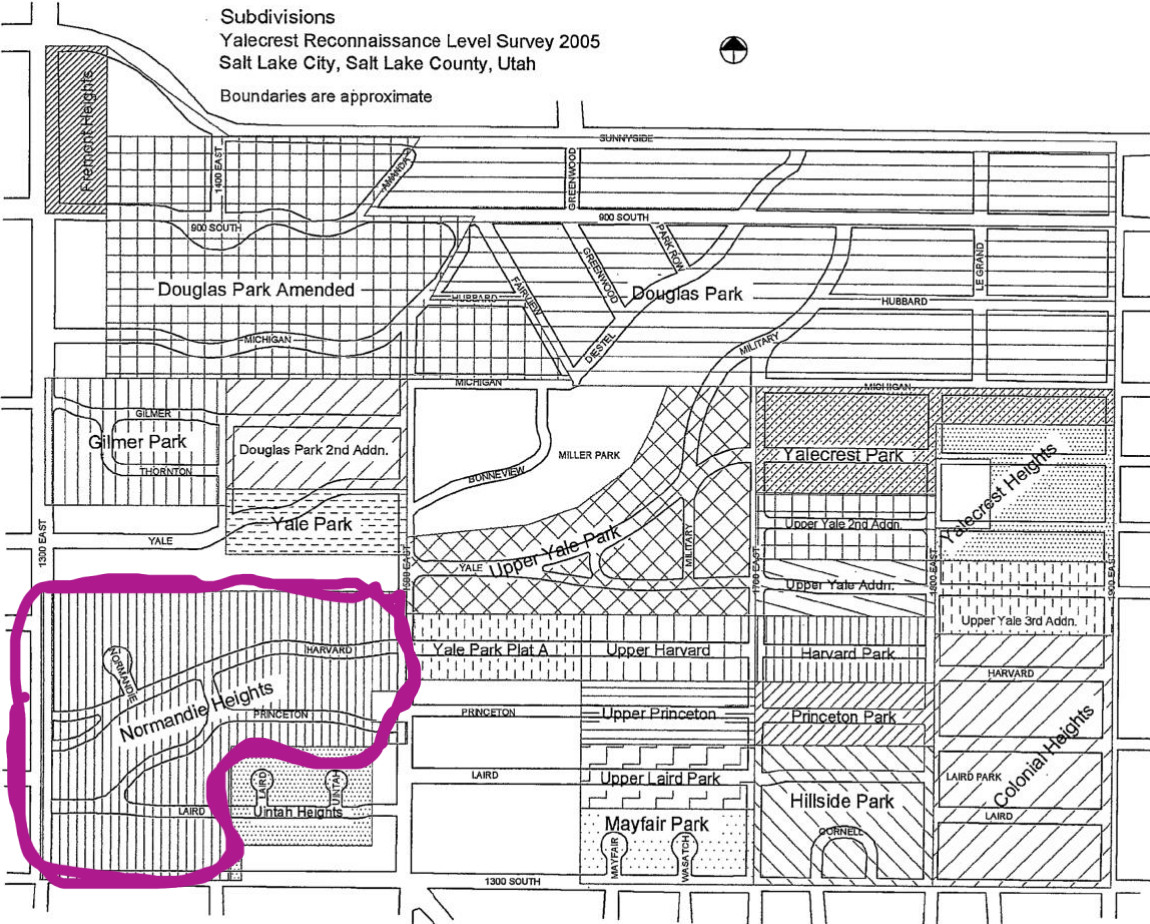 Subdivisions
Yalecrest Reconnaissance Level Survey 2005
Salt Lake City, Salt Lake County, Utah
Boundaries are approximate
Fremont Heights
SUNNYSIDE
1400 EAST
AMANDA
GREENWOOD
900 SOUTH
900 SOUTH
PARK ROW
GREENWOOD
LE GRAND
Douglas Park Amended
HUBBARD
FAIRVIEW
Douglas Park
HUBBARD
MICHIGAN
DIESTEL
MILITARY
MICHIGAN
MICHIGAN
GILMER
Gilmer Park
THORNTON
Douglas Park 2nd Addn.
BONNEVIEW
MILLER PARK
Yalecrest Park
Yalecrest Heights
Yale Park
Upper Yale 2nd Addn.
1300 EAST
YALE
YALE
Upper Yale Park
MILITARY
1500 EAST
1700 EAST
Upper Yale Addn.
1800 EAST
1900 EAST
Upper Yale 3rd Addn.
NORMANDIE
HARVARD
Yale Park Plat A
Upper Harvard
Harvard Park
HARVARD
Normandie Heights
PRINCETON
PRINCETON
Upper Princeton
Princeton Park
LAIRD
UINTAH
LAIRD
Upper Laird Park
LAIRD PARK
Colonial Heights
LAIRD
Uintah Heights
Hillside Park
LAIRD
Mayfair Park
CORNELL
MAYFAIR
WASATCH
1300 SOUTH